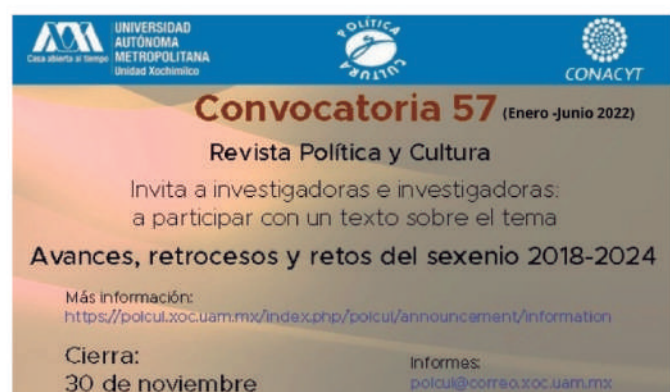 UNIVERSIDAD
AUTÓNOMA
METROPOLITANA
Casa abierta al tiempo Unidad Xochimilco
POLÍTICA
CULTURA
CONACYT
Convocatoria 57 (Enero -Junio 2022)
Revista Política y Cultura
Invita a investigadoras e investigadoras:
a participar con un texto sobre el tema
Avances, retrocesos y retos del sexenio 2018-2024
Más información:
https://polcul.xoc.uam.mx/index.php/polcul/announcement/information
Cierra:
30 de noviembre
Informes:
polcul@correo.xoc.uam.mx